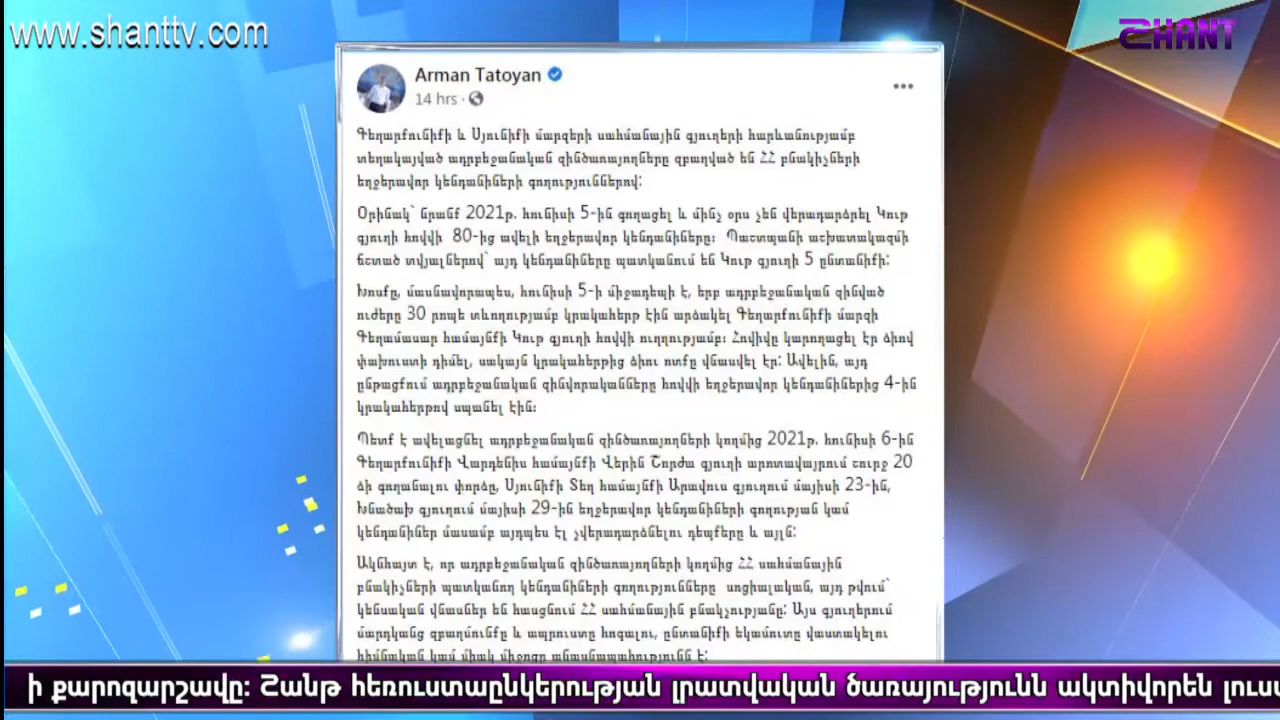 www.shanttv.com
SHANT
Arman Tatoyan
14 hrs ·
Գեղարքունիքի և Սյունիքի մարզերի սահմանային գյուղերի հարևանությամբ
տեղակայված ադրբեջանական զինծառայողները զբաղված են ՀՀ բնակիչների
եղջերավոր կենդանիների գողություններով:
Օրինակ` նրանք 2021թ. հունիսի 5-ին գողացել և մինչ օրս չեն վերադարձրել Կութ
գյուղի հովվի 80-ից ավելի եղջերավոր կենդանիները։ Պաշտպանի աշխատակազմի
ճշտած տվյալներով` այդ կենդանիները պատկանում են Կութ գյուղի 5 ընտանիքի:
Խոսքը, մասնավորապես, հունիսի 5-ի միջադեպի է, երբ ադրբեջանական զինված
ուժերը 30 րոպե տևողությամբ կրակահերթ էին արձակել Գեղարքունիքի մարզի
Գեղամասար համայնքի Կութ գյուղի հովվի ուղղությամբ։ Հովիվը կարողացել էր ձիով
փախուստի դիմել, սակայն կրակահերթից ձիու ոտքը վնասվել էր: Ավելին, այդ
ընթացքում ադրբեջանական զինվորականները հովվի եղջերավոր կենդանիներից 4-ին
կրակահերթով սպանել էին։
Պետք է ավելացնել ադրբեջանական զինծառայողների կողմից 2021թ. հունիսի 6-ին
Գեղարքունիքի Վարդենիս համայնքի Վերին Շորժա գյուղի արոտավայրում շուրջ 20
ձի գողանալու փորձը, Սյունիքի Տեղ համայնքի Արավուս գյուղում մայիսի 23-ին,
Խնածախ գյուղում մայիսի 29-ին եղջերավոր կենդանիների գողության կամ
կենդանիներ մասամբ այդպես էլ չվերադարձնելու դեպքերը և այլն:
Ակնհայտ է, որ ադրբեջանական զինծառայողների կողմից ՀՀ սահմանային
բնակիչների պատկանող կենդանիների գողությունները սոցիալական, այդ թվում`
կենսական վնասներ են հասցնում ՀՀ սահմանային բնակչությանը: Այս գյուղերում
մարդկանց զբաղմունքը և ապրուստը հոգալու, ընտանիքի եկամուտը վաստակելու
հիմնական կամ միակ միջոցը անասնապահությունն է:
ի քարոզարշավը։ Շանթ հեռուստաընկերության լրատվական ծառայությունն ակտիվորեն լուսա